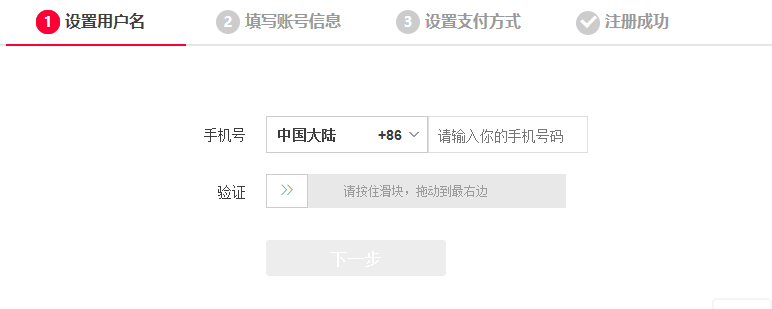 1 设置用户名 2 填写账号信息 3 设置支付方式 注册成功
手机号 中国大陆 +86 请输入你的手机号码
验证 >> 请按住滑块，拖动到最右边
下一步